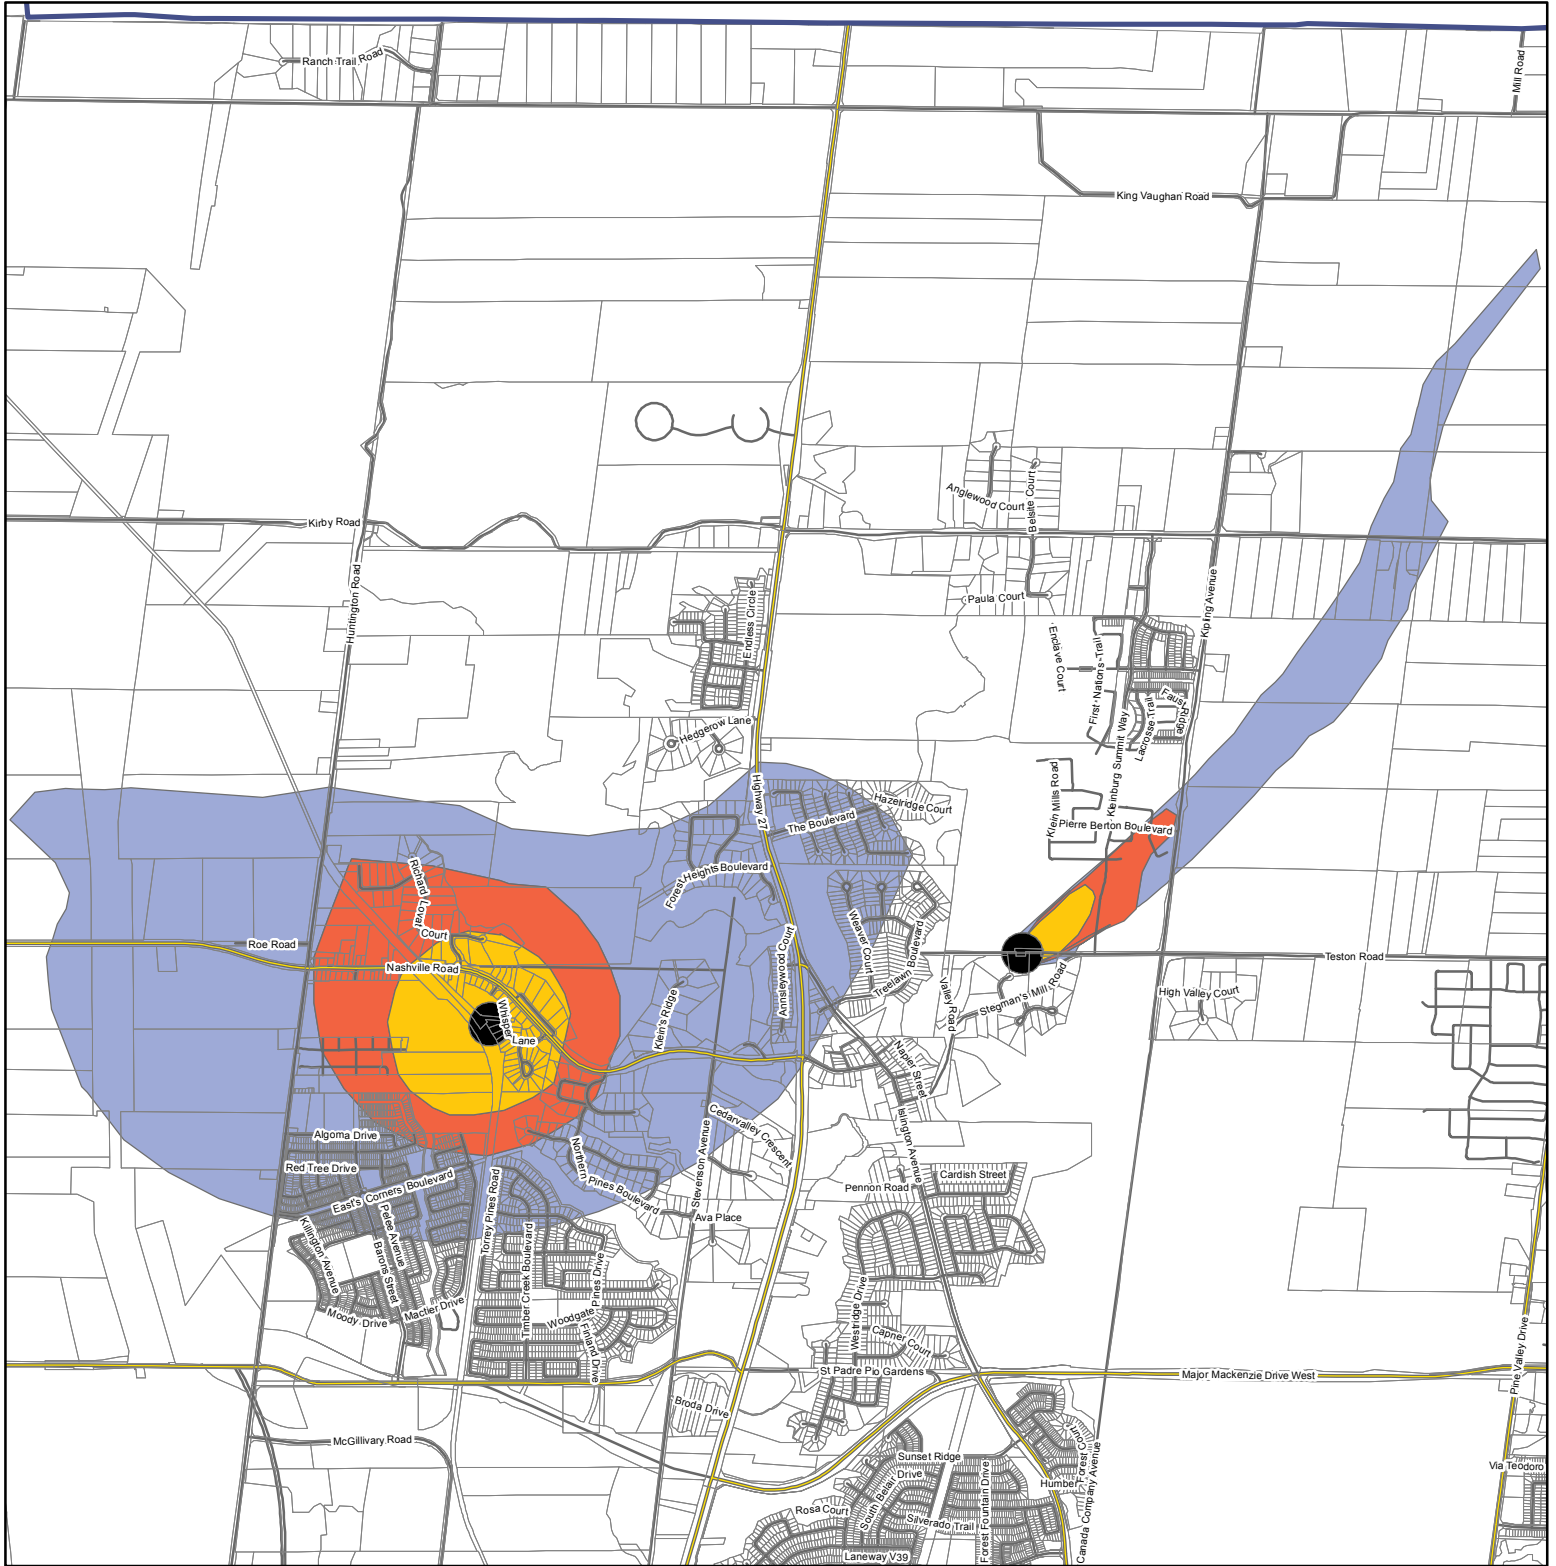 Ranch Trail Road
Mill Road
King Vaughan Road
Anglewood Court
Belsite Court
Kirby Road
Huntington Road
Endless Circle
Paula Court
Kipling Avenue
Enclave Court
First Nations Trail
Faust Ridge
Lacrosse Trail
Kleinburg Summit Way
Hedgerow Lane
Highway 27
Klein Mills Road
Hazelridge Court
The Boulevard
Pierre Berton Boulevard
Forest Heights Boulevard
Richard Lovat
Court
Weaver Court
Treelawn Boulevard
Annsleywood Court
Roe Road
Nashville Road
Teston Road
Valley Road
Stegman's Mill Road
High Valley Court
Klein's Ridge
Whisper
Lane
Napier Street
Islington Avenue
Cedarvalley Crescent
Stevenson Avenue
Algoma Drive
Red Tree Drive
East's Corners Boulevard
Northern
Pines Boulevard
Torrey Pines Road
Cardish Street
Pennon Road
Ava Place
Killington
Avenue
Pelee Avenue
Barons Street
Timber Creek Boulevard
Woodgate Pines Drive
Moody Drive
Mactier Drive
Finland Drive
Westridge Drive
Capner Court
St Padre Pio Gardens
Major Mackenzie Drive West
Pine Valley Drive
Broda Drive
McGillivary Road
Sunset Ridge
South Belair
Drive
Forest Fountain Drive
Humber Forest Court
Canada Company Avenue
Via Teodoro
Rosa Court
Silverado Trail
Laneway V39